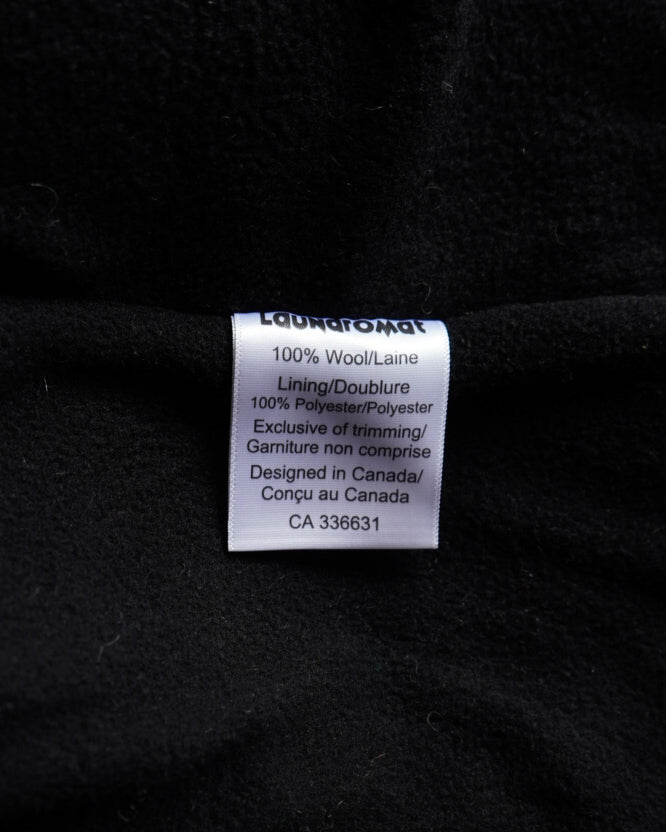 LaUNdroMat
100% Wool/Laine
Lining/Doublure
100% Polyester/Polyester
Exclusive of trimming/
Garniture non comprise
Designed in Canada/
Conçu au Canada
CA 336631